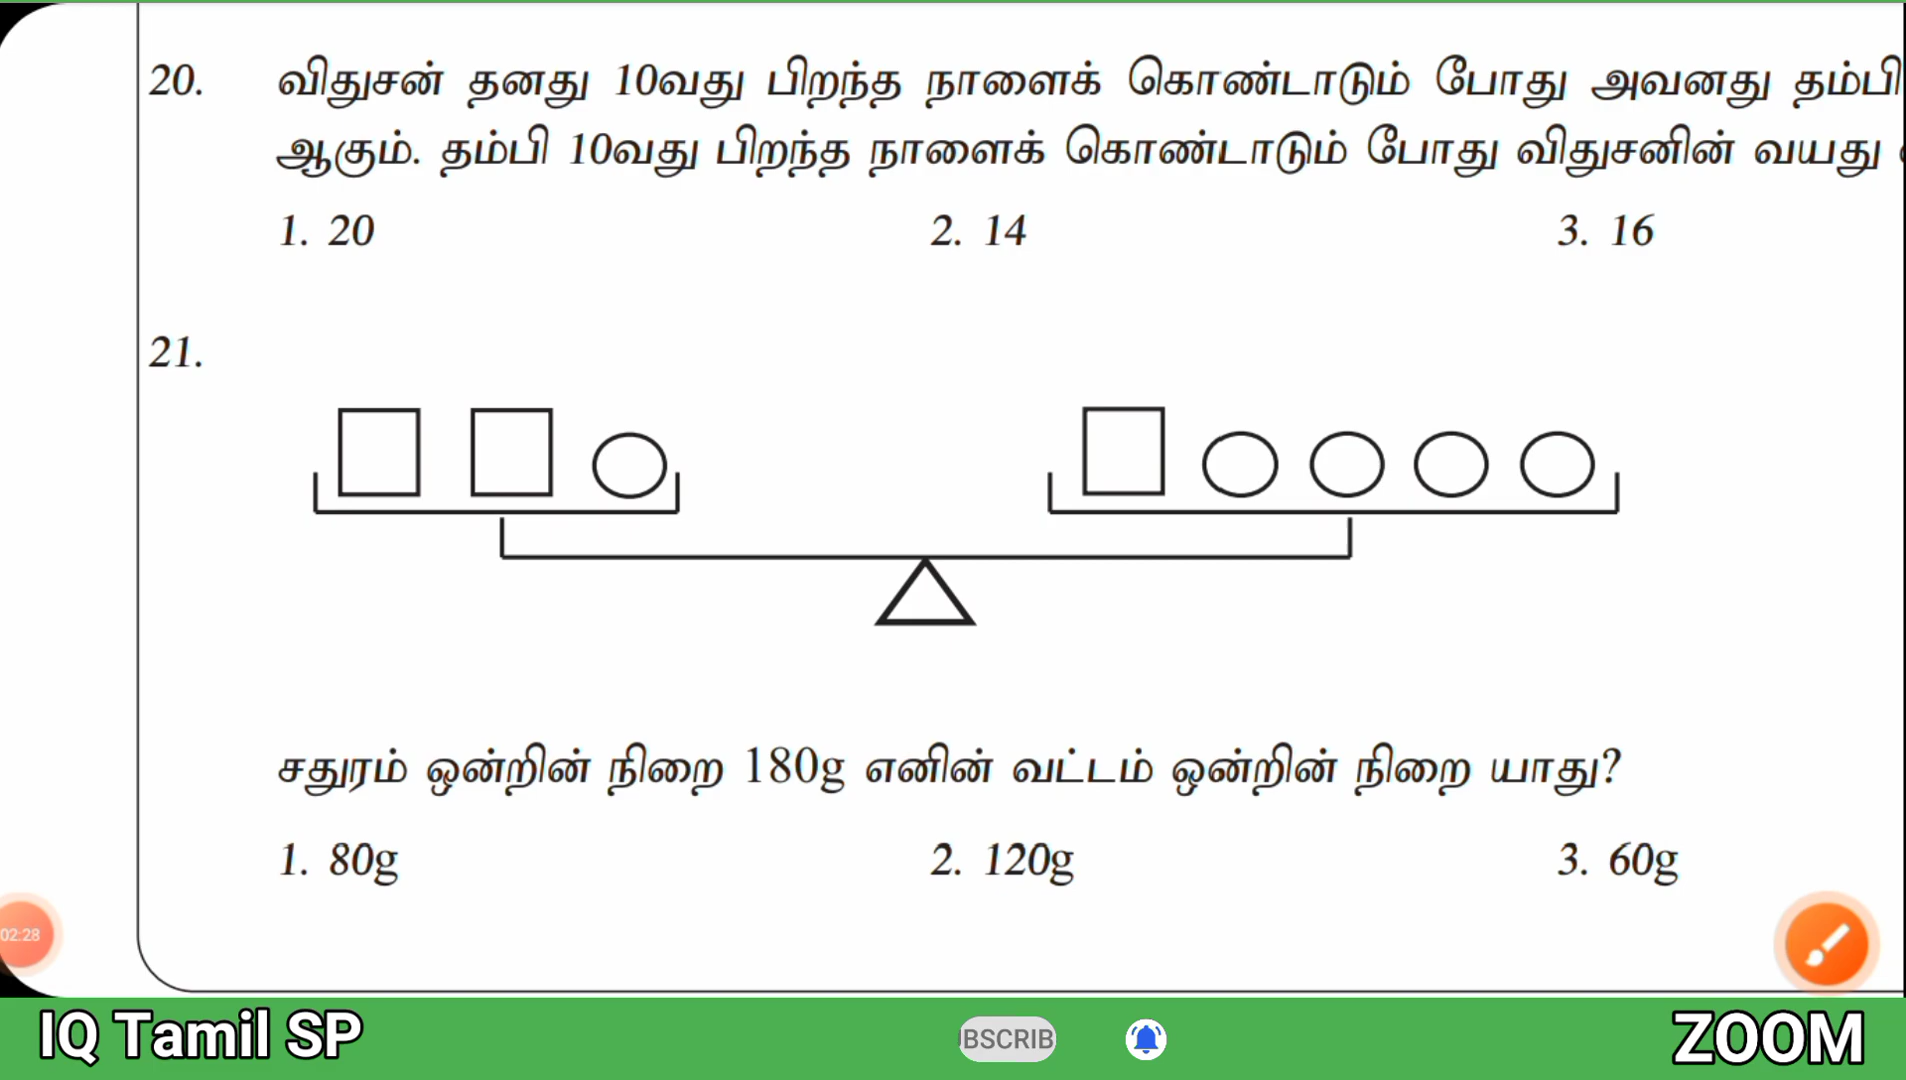 20. விதுசன் தனது 10வது பிறந்த நாளைக் கொண்டாடும் போது அவனது தம்பி
ஆகும். தம்பி 10வது பிறந்த நாளைக் கொண்டாடும் போது விதுசனின் வயது
1. 20 2. 14 3. 16
21.
சதுரம் ஒன்றின் நிறை 180g எனின் வட்டம் ஒன்றின் நிறை யாது?
1. 80g 2. 120g 3. 60g
02:28
IQ Tamil SP BSCRIB ZOOM